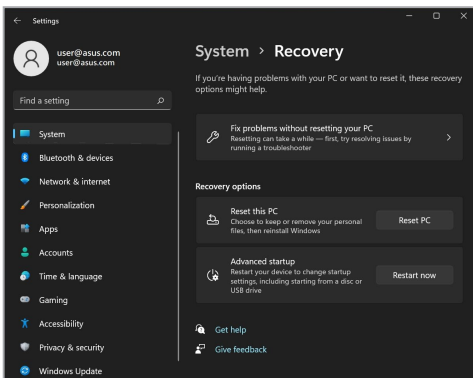 Settings
user@asus.com
user@asus.com
Find a setting
System
Bluetooth & devices
Network & internet
Personalization
Apps
Accounts
Time & language
Gaming
Accessibility
Privacy & security
Windows Update
System > Recovery
If you're having problems with your PC or want to reset it, these recovery
options might help.
Fix problems without resetting your PC
Resetting can take a while — first, try resolving issues by
running a troubleshooter
Recovery options
Reset this PC
Choose to keep or remove your personal
files, then reinstall Windows
Reset PC
Advanced startup
Restart your device to change startup
settings, including starting from a disc or
USB drive
Restart now
Get help
Give feedback